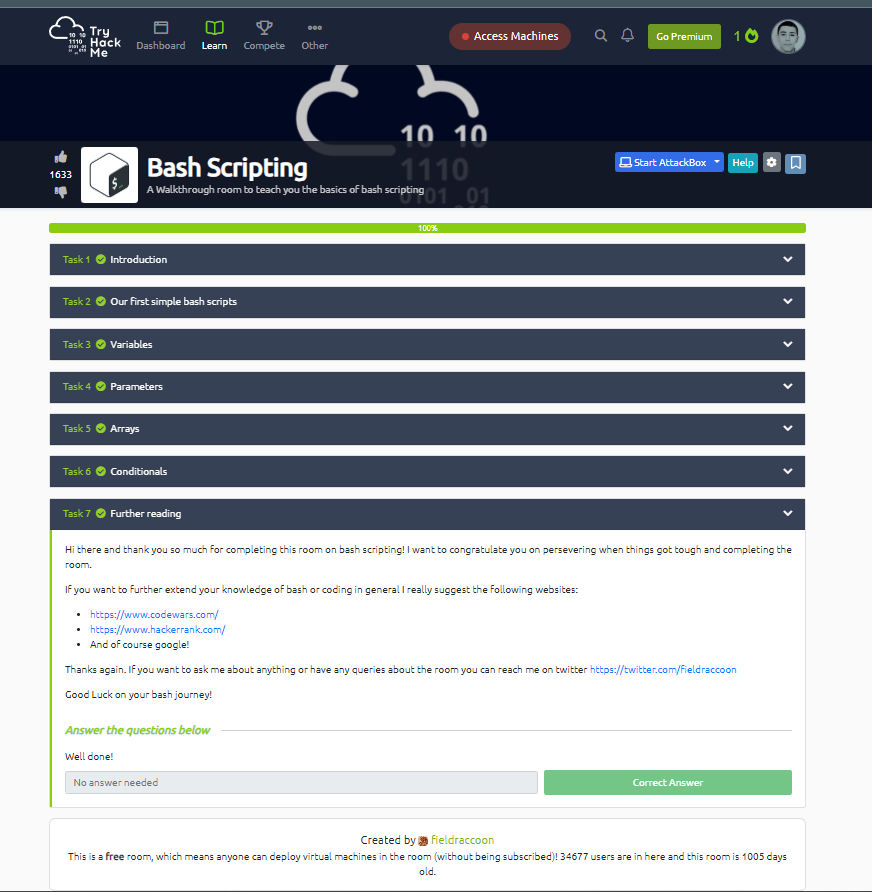 Try
Hack
Me
Dashboard
Learn
Compete
Other
Access Machines
Go Premium
1
10 10
1110
0101 01
1633
Bash Scripting
A Walkthrough room to teach you the basics of bash scripting
Start AttackBox
Help
100%
Task 1 Introduction
Task 2 Our first simple bash scripts
Task 3 Variables
Task 4 Parameters
Task 5 Arrays
Task 6 Conditionals
Task 7 Further reading
Hi there and thank you so much for completing this room on bash scripting! I want to congratulate you on persevering when things got tough and completing the
room.
If you want to further extend your knowledge of bash or coding in general I really suggest the following websites:
• https://www.codewars.com/
• https://www.hackerrank.com/
• And of course google!
Thanks again. If you want to ask me about anything or have any queries about the room you can reach me on twitter https://twitter.com/fieldraccoon
Good Luck on your bash journey!
Answer the questions below
Well done!
No answer needed
Correct Answer
Created by fieldraccoon
This is a free room, which means anyone can deploy virtual machines in the room (without being subscribed)! 34677 users are in here and this room is 1005 days
old.